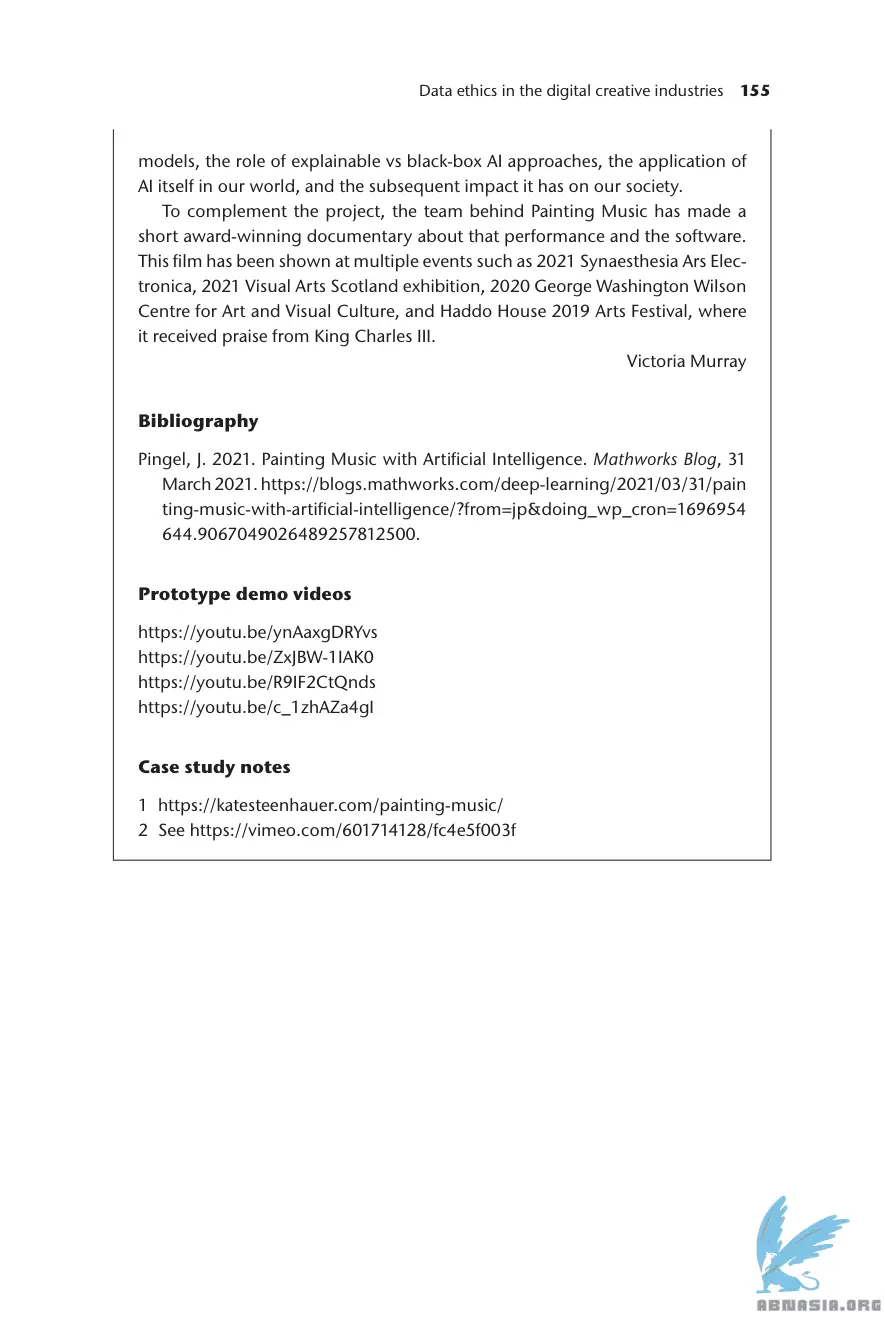 Data ethics in the digital creative industries 155
models, the role of explainable vs black-box AI approaches, the application of
AI itself in our world, and the subsequent impact it has on our society.
To complement the project, the team behind Painting Music has made a
short award-winning documentary about that performance and the software.
This film has been shown at multiple events such as 2021 Synaesthesia Ars Elec-
tronica, 2021 Visual Arts Scotland exhibition, 2020 George Washington Wilson
Centre for Art and Visual Culture, and Haddo House 2019 Arts Festival, where
it received praise from King Charles III.
Victoria Murray
Bibliography
Pingel, J. 2021. Painting Music with Artificial Intelligence. Mathworks Blog, 31
March 2021. https://blogs.mathworks.com/deep-learning/2021/03/31/pain
ting-music-with-artificial-intelligence/?from=jp&doing_wp_cron=1696954
644.9067049026489257812500.
Prototype demo videos
https://youtu.be/ynAaxgDRYvs
https://youtu.be/ZxJBW-1IAK0
https://youtu.be/R9IF2CtQnds
https://youtu.be/c_1zhAZa4gI
Case study notes
1 https://katesteenhauer.com/painting-music/
2 See https://vimeo.com/601714128/fc4e5f003f
ABNASIA.ORG